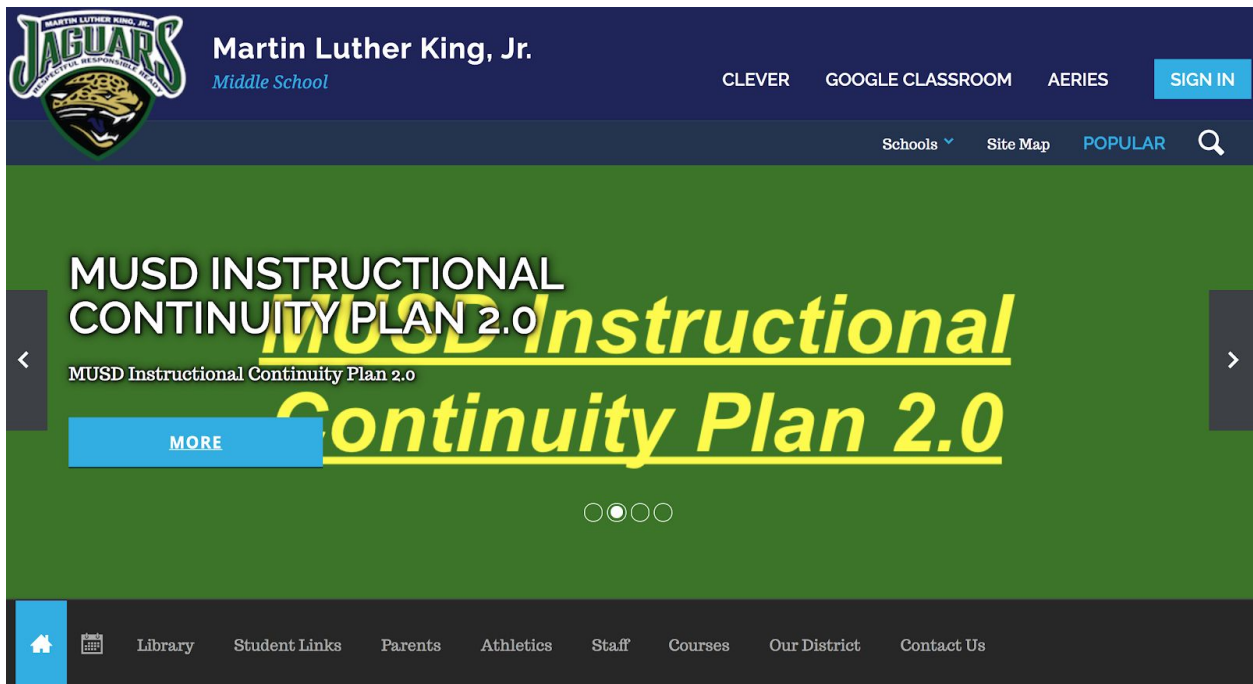 MARTIN LUTHER KING, JR.
JAGUARS
RESPECTFUL RESPONSIBLE READY
Martin Luther King, Jr.
Middle School
CLEVER GOOGLE CLASSROOM AERIES SIGN IN
Schools Site Map POPULAR
MUSD INSTRUCTIONAL
CONTINUITY PLAN 2.0
MUSD Instructional Continuity Plan 2.0
MORE
MUSD Instructional
Continuity Plan 2.0
Library Student Links Parents Athletics Staff Courses Our District Contact Us